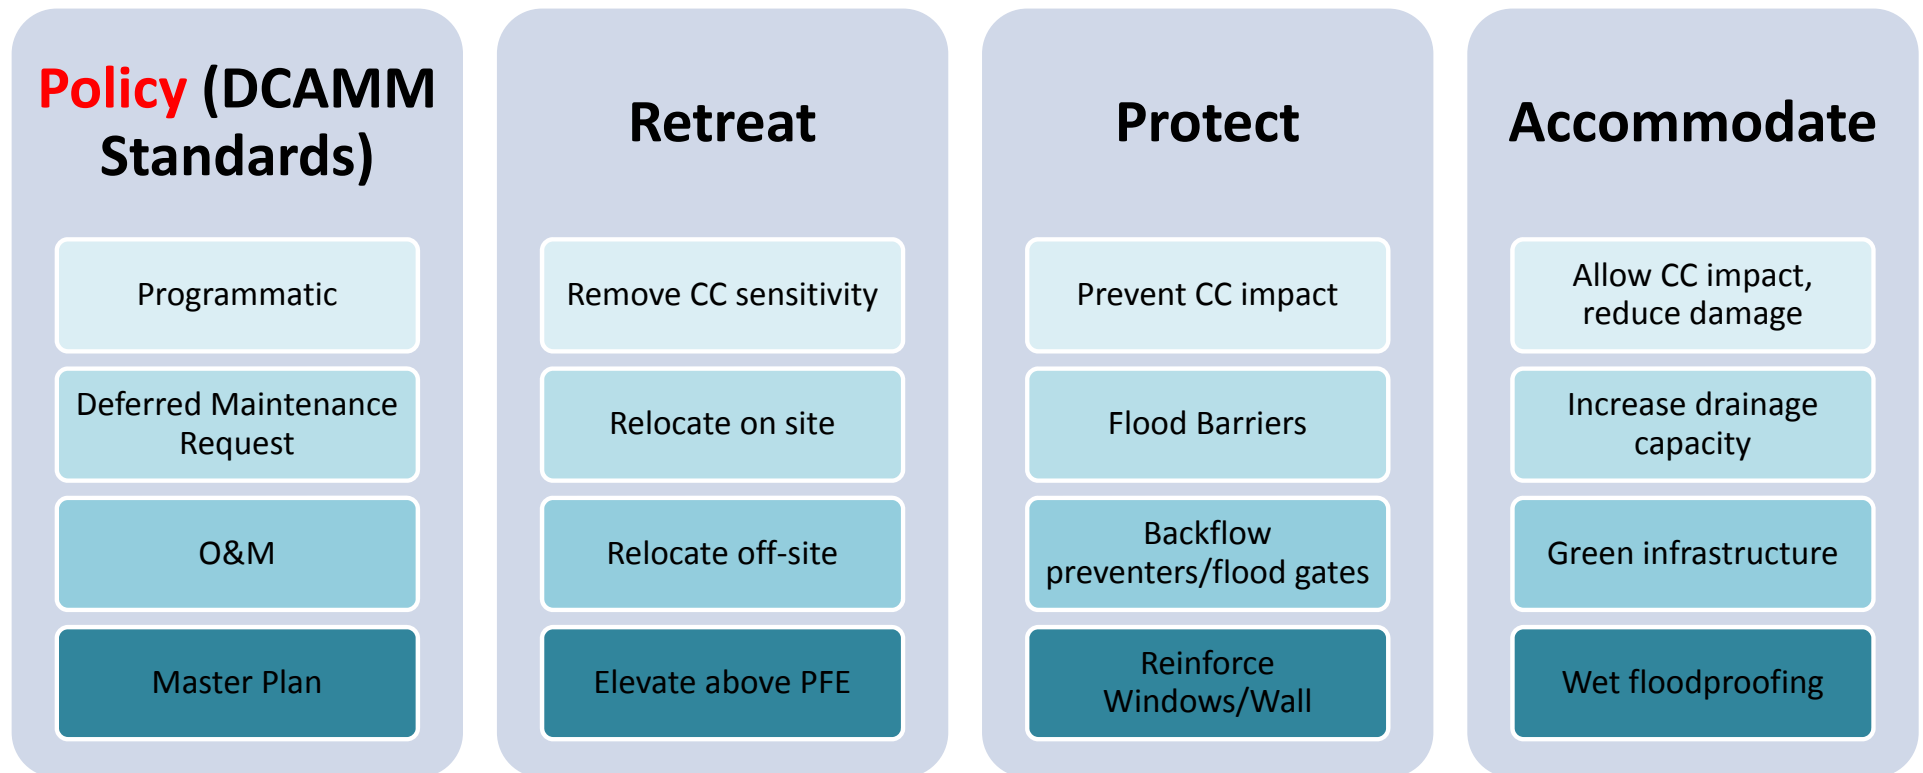 Policy (DCAMM
Standards)
Programmatic
Deferred Maintenance
Request
O&M
Master Plan
Retreat
Remove CC sensitivity
Relocate on site
Relocate off-site
Elevate above PFE
Protect
Prevent CC impact
Flood Barriers
Backflow
preventers/flood gates
Reinforce
Windows/Wall
Accommodate
Allow CC impact,
reduce damage
Increase drainage
capacity
Green infrastructure
Wet floodproofing